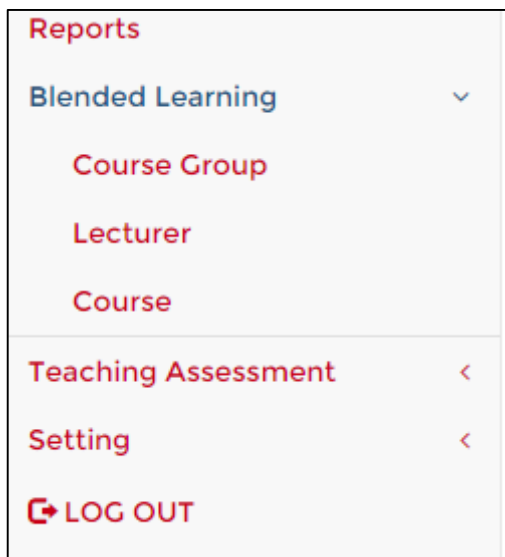 Reports
Blended Learning
Course Group
Lecturer
Course
Teaching Assessment
Setting
LOG OUT